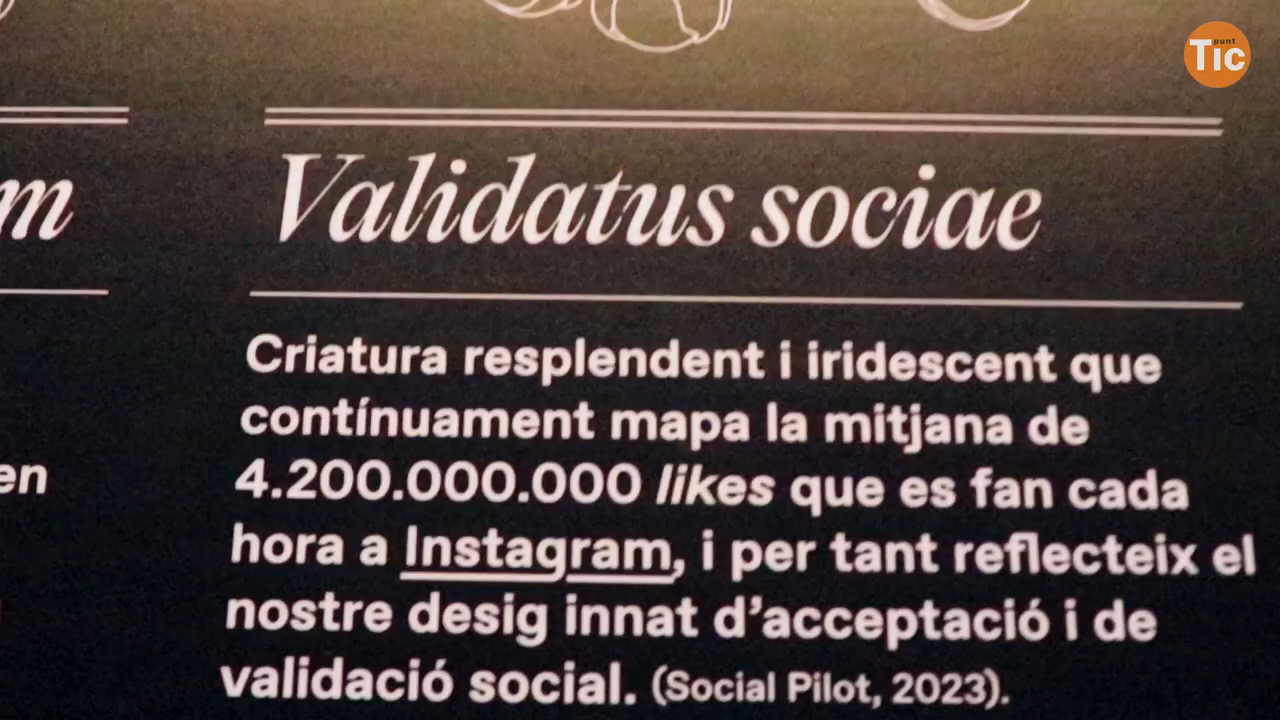 punt
Tic
m
Validatus sociae
Criatura resplendent i iridescent que
contínuament mapa la mitjana de
4.200.000.000 likes que es fan cada
hora a Instagram, i per tant reflecteix el
nostre desig innat d’acceptació i de
validació social. (Social Pilot, 2023).
en